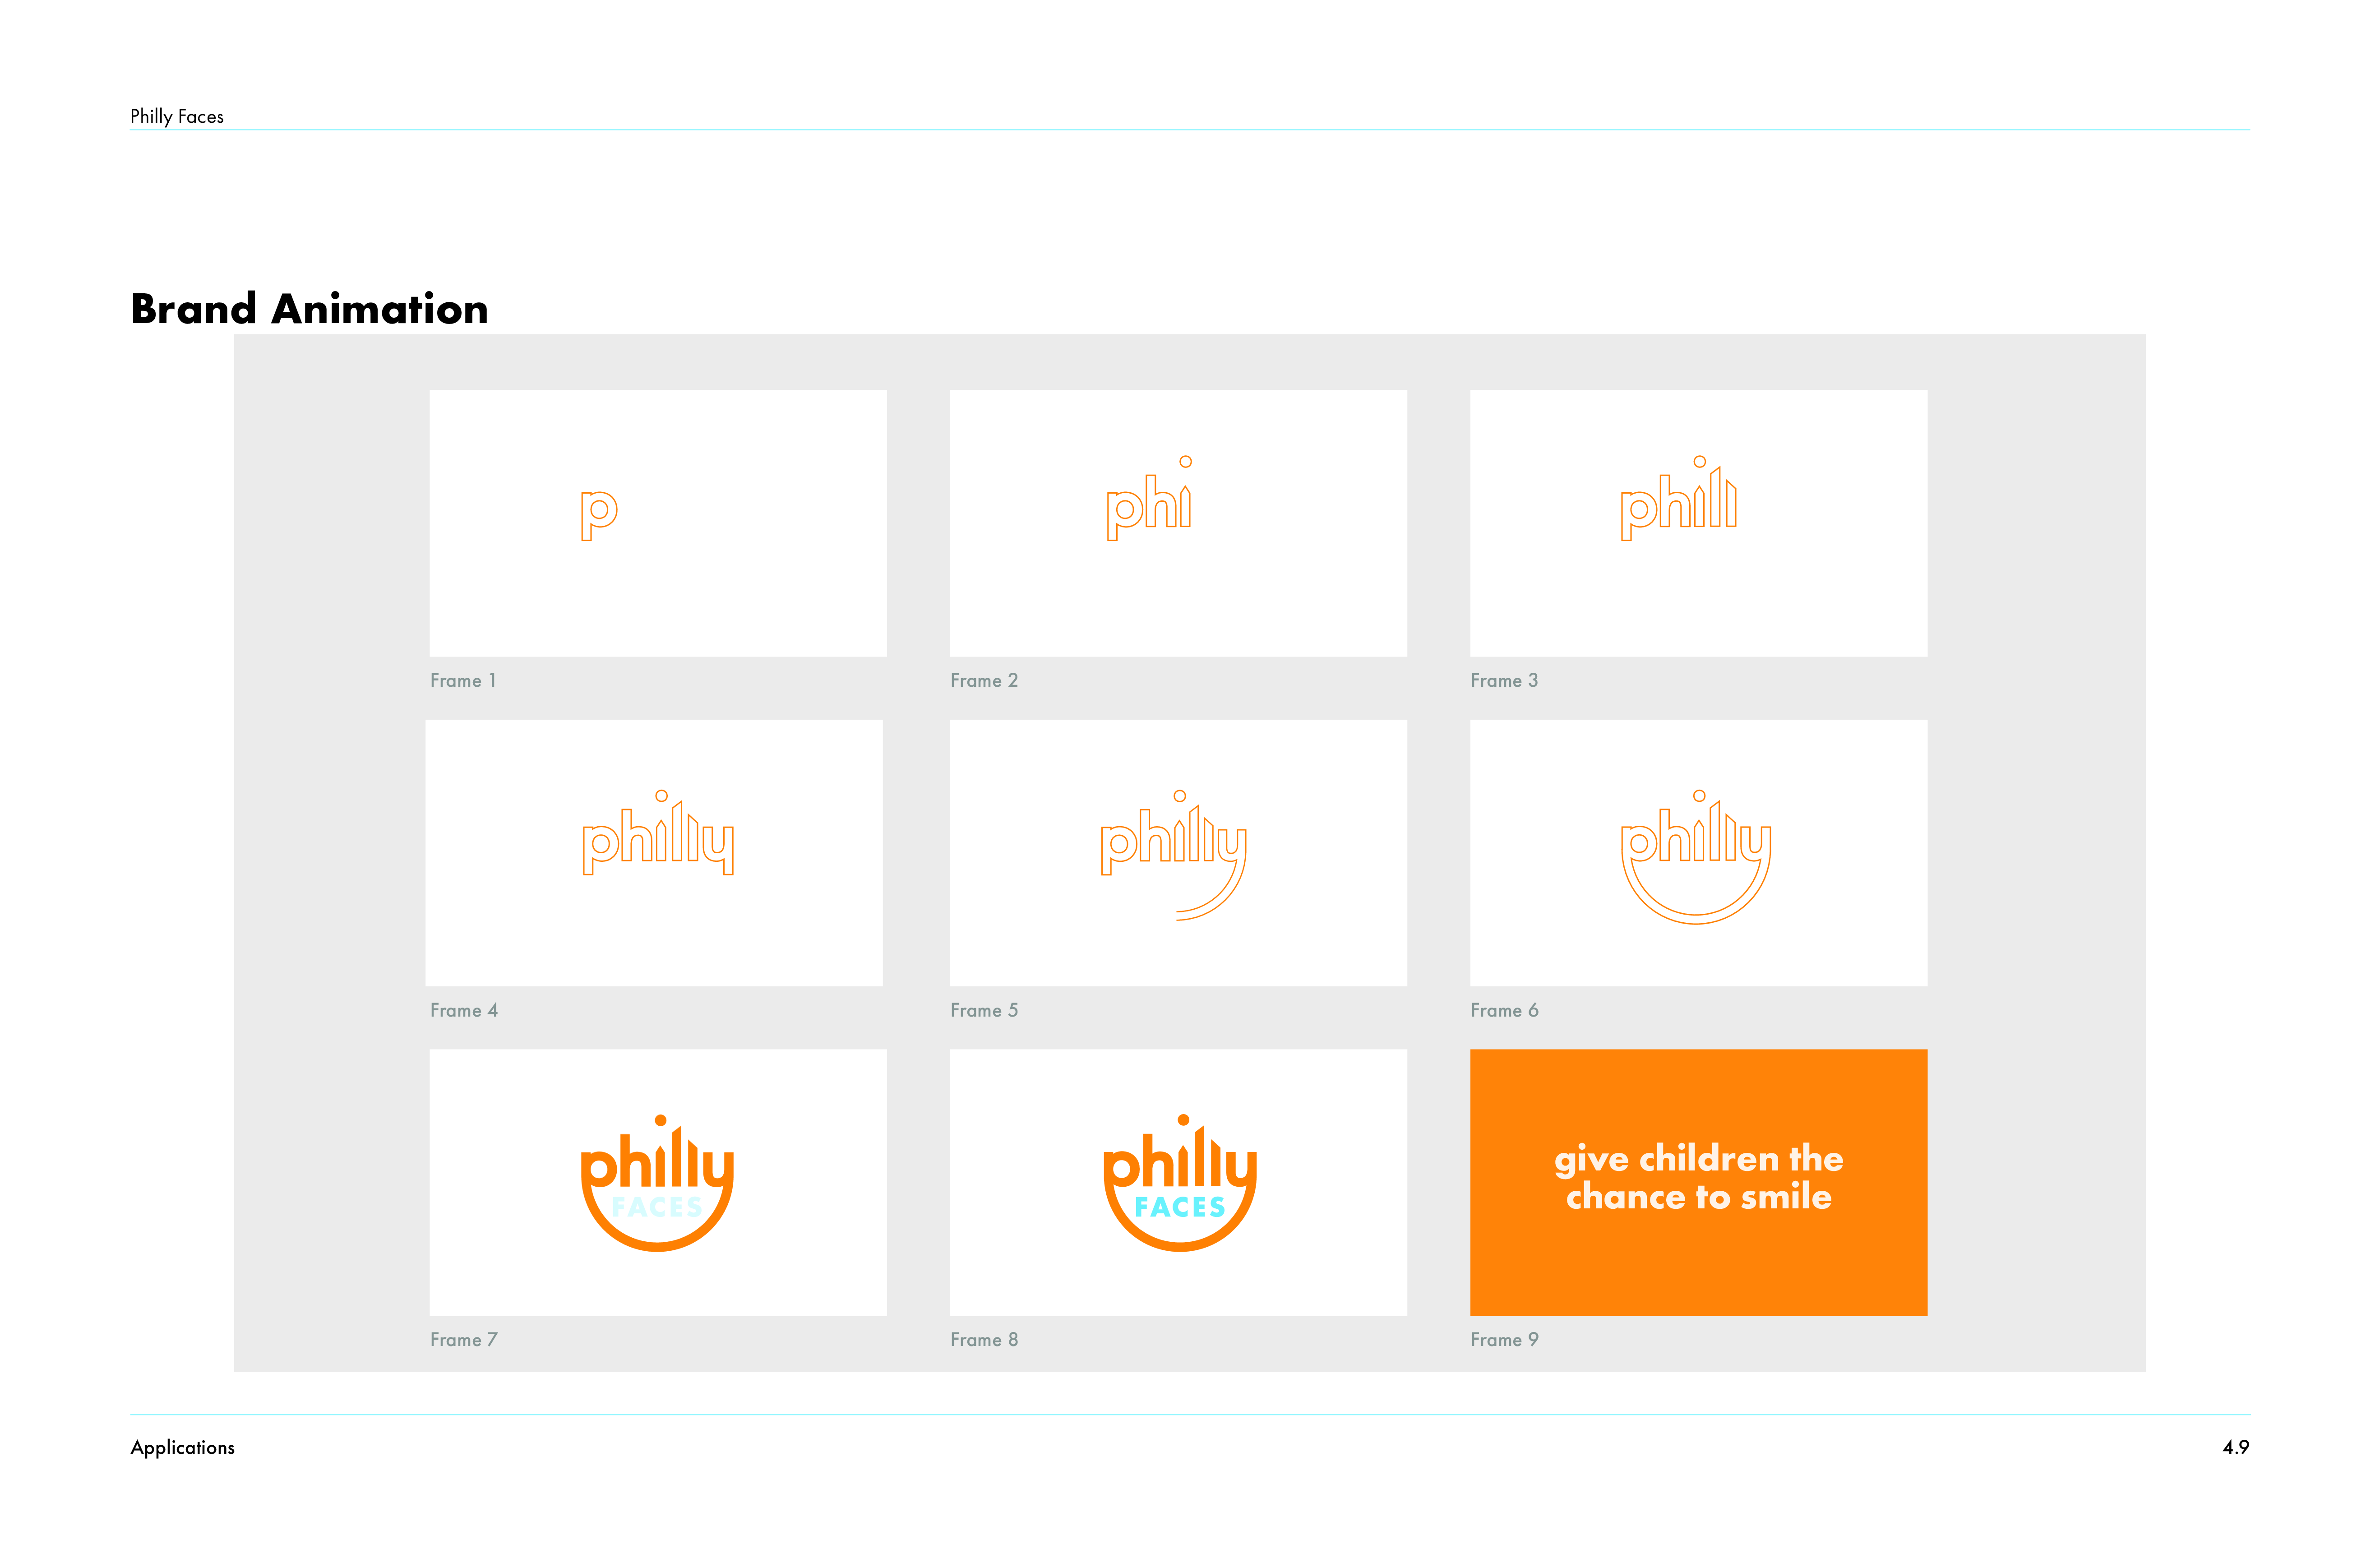 Philly Faces
Brand Animation
p
phi
phill
Frame 1
Frame 2
Frame 3
philly
philly
philly
Frame 4
Frame 5
Frame 6
philly
FACES
philly
FACES
give children the
chance to smile
Frame 7
Frame 8
Frame 9
Applications
4.9